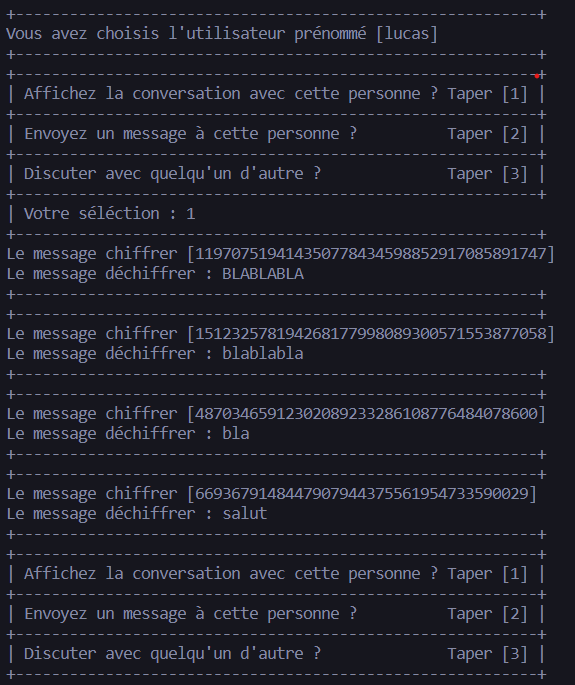 +----------------------------------------------------------+
Vous avez choisis l'utilisateur prénommé [lucas]
+----------------------------------------------------------+
+----------------------------------------------------------+
| Affichez la conversation avec cette personne ? Taper [1] |
+----------------------------------------------------------+
| Envoyez un message à cette personne ?          Taper [2] |
+----------------------------------------------------------+
| Discuter avec quelqu'un d'autre ?              Taper [3] |
+----------------------------------------------------------+
| Votre séléction : 1
+----------------------------------------------------------+
Le message chiffrer [119707519414350778434598852917085891747]
Le message déchiffrer : BLABLABLA
+----------------------------------------------------------+
+----------------------------------------------------------+
Le message chiffrer [151232578194268177998089300571553877058]
Le message déchiffrer : blablabla
+----------------------------------------------------------+
+----------------------------------------------------------+
Le message chiffrer [48703465912302089233286108776484078600]
Le message déchiffrer : bla
+----------------------------------------------------------+
+----------------------------------------------------------+
Le message chiffrer [6693679148447907944375561954733590029]
Le message déchiffrer : salut
+----------------------------------------------------------+
+----------------------------------------------------------+
| Affichez la conversation avec cette personne ? Taper [1] |
+----------------------------------------------------------+
| Envoyez un message à cette personne ?          Taper [2] |
+----------------------------------------------------------+
| Discuter avec quelqu'un d'autre ?              Taper [3] |
+----------------------------------------------------------+